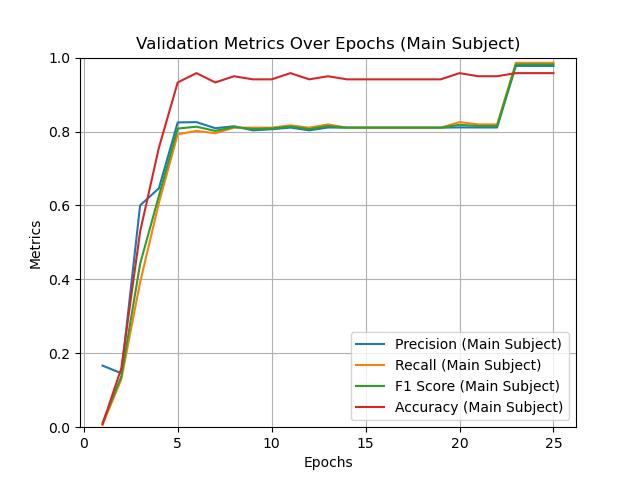 Validation Metrics Over Epochs (Main Subject)
1.0
0.8
0.6
0.4
0.2
0.0
Metrics
0
5
10
15
20
25
Epochs
Precision (Main Subject)
Recall (Main Subject)
F1 Score (Main Subject)
Accuracy (Main Subject)